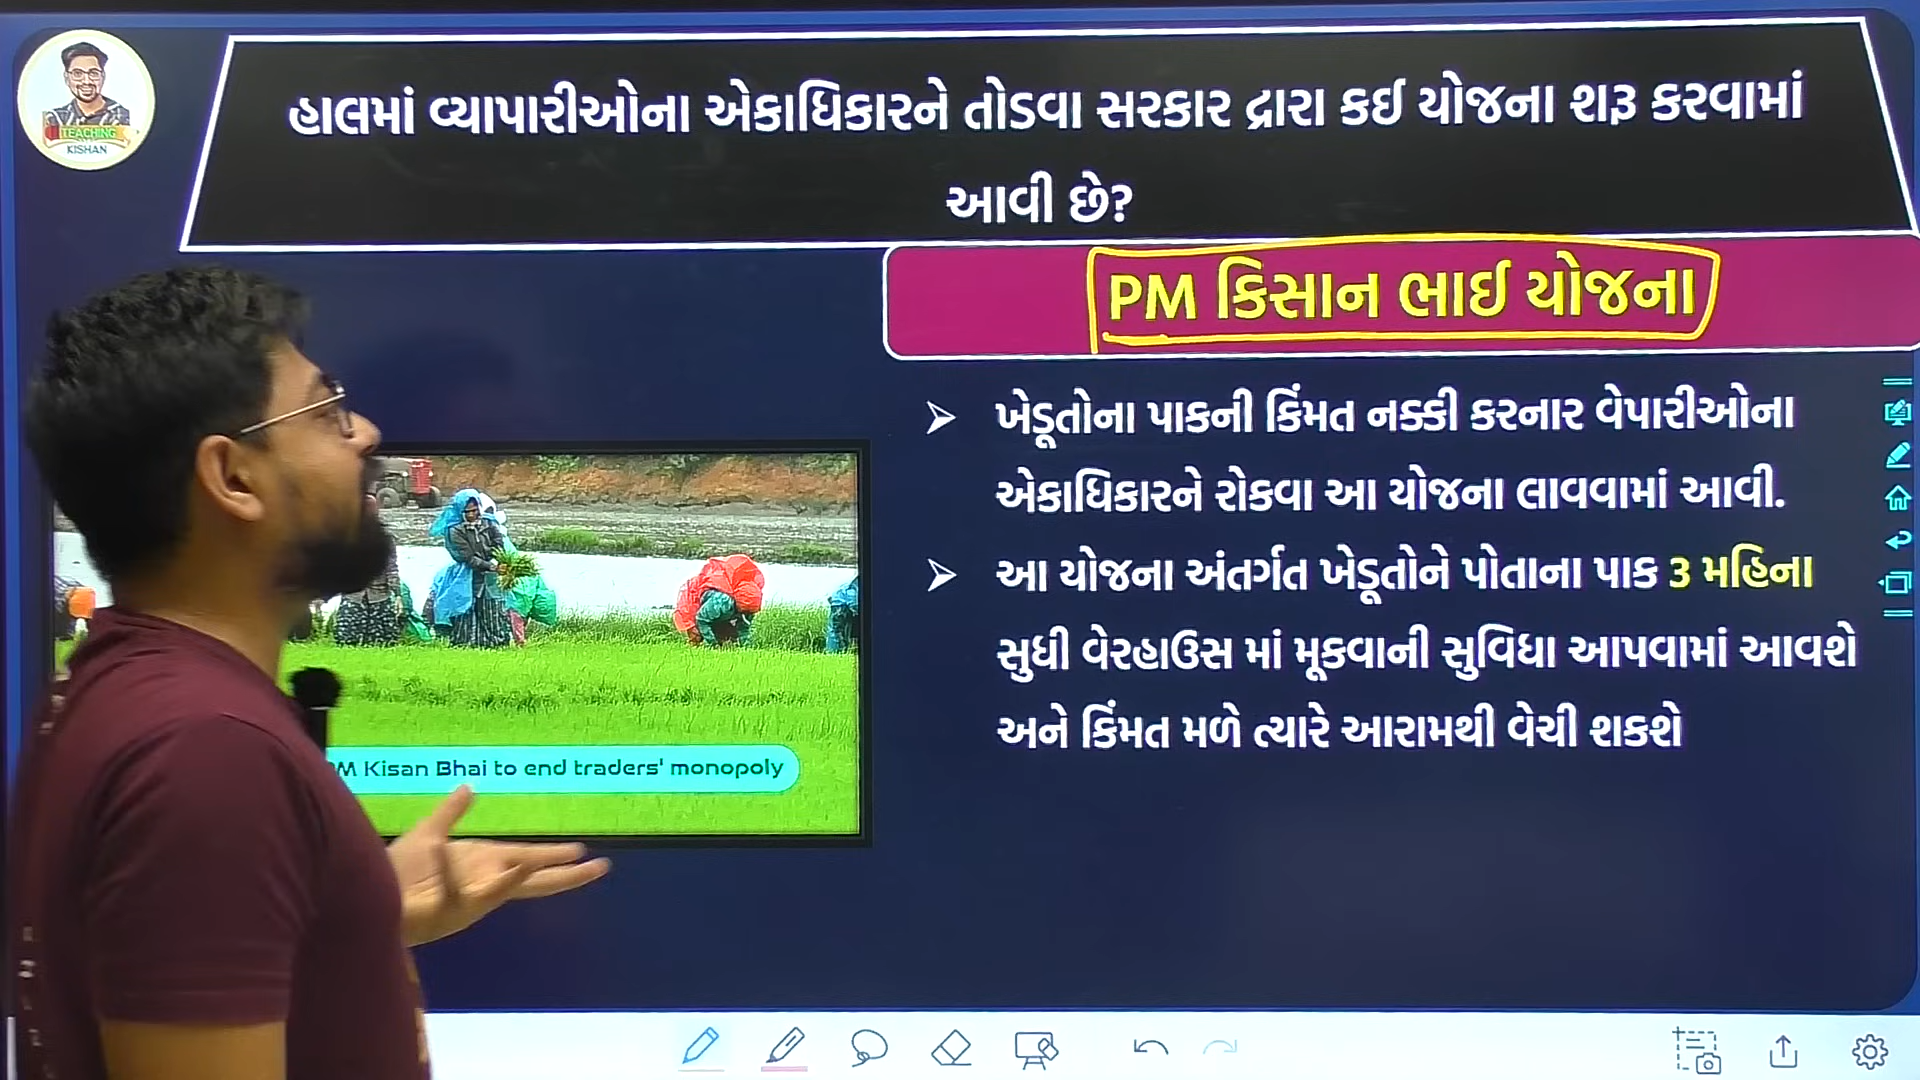 TEACHING
KISHAN
હાલમાં વ્યાપારીઓના એકાધિકારને તોડવા સરકાર દ્રારા કઈ યોજના શરૂ કરવામાં
આવી છે?
PM કિસાન ભાઈ યોજના
ખેડૂતોના પાકની કિંમત નક્કી કરનાર વેપારીઓના
એકાધિકારને રોકવા આ યોજના લાવવામાં આવી.
આ યોજના અંતર્ગત ખેડૂતોને પોતાના પાક 3 મહિના
સુધી વેરહાઉસ માં મૂકવાની સુવિધા આપવામાં આવશે
અને કિંમત મળે ત્યારે આરામથી વેચી શકશે
M Kisan Bhai to end traders' monopoly